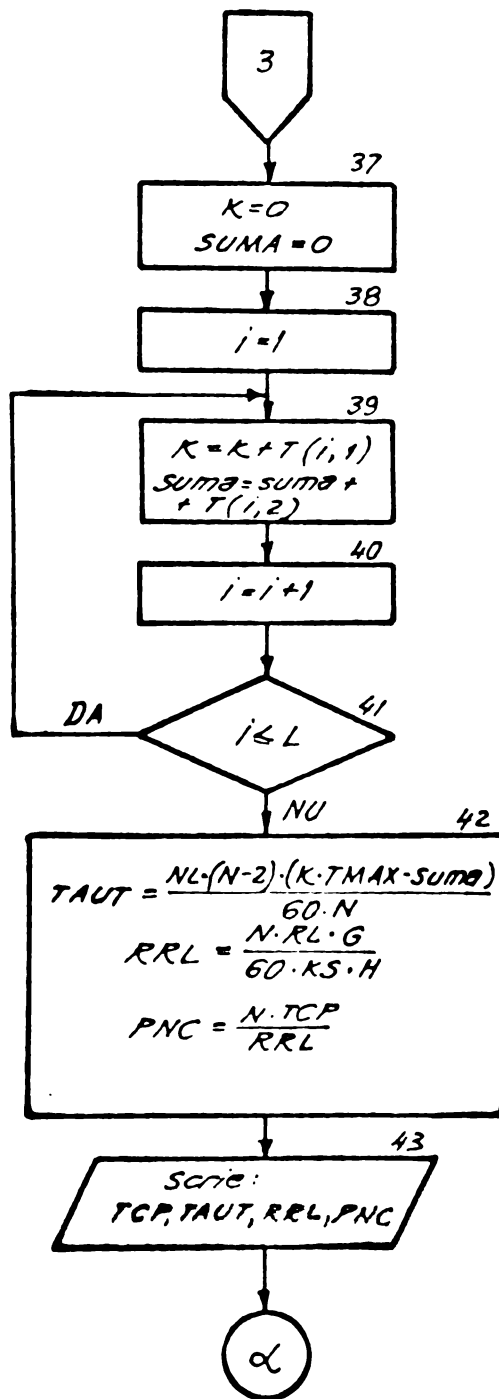 3
37
K=0
SUMA=0
38
i=1
39
K=K+T(i,1)
suma=suma+
+T(i,2)
40
i=i+1
41
DA
i≤L
NU
42
TAUT = NL·(N-2)·(K·TMAX-suma) / 60·N
RRL = N·RL·G / 60·KS·H
PNC = N·TCP / RRL
43
scrie:
TCP, TAUT, RRL, PNC
α